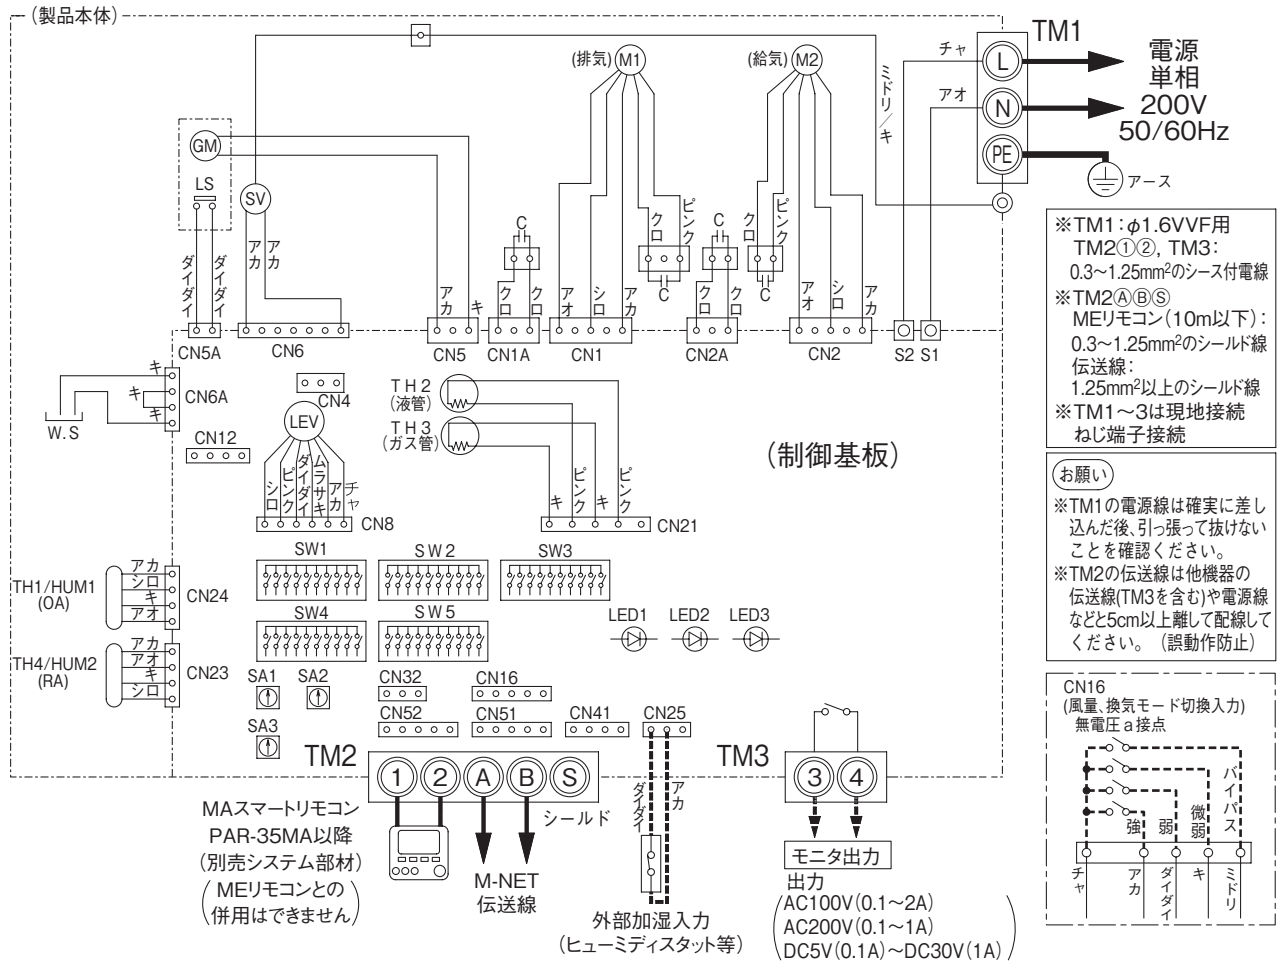 (製品本体)
TM1
チャ
L
電源
単相
200V
50/60Hz
アオ
N
PE
アース
ミドリ/キ
(排気) M1
(給気) M2
GM
LS
SV
ダイダイ
ダイダイ
アカ
アカ
アカ
キ
C
クロ
クロ
アオ
シロ
アカ
クロ
ピンク
C
C
クロ
クロ
クロ
ピンク
C
アオ
シロ
アカ
CN5A
CN6
CN5
CN1A
CN1
CN2A
CN2
S2
S1
※TM1:φ1.6VVF用
TM2①②, TM3:
0.3~1.25mm²のシース付電線
※TM2ⒶⒷⓈ
MEリモコン(10m以下):
0.3~1.25mm²のシールド線
伝送線:
1.25mm²以上のシールド線
※TM1~3は現地接続
ねじ端子接続
お願い
※TM1の電源線は確実に差し
込んだ後、引っ張って抜けない
ことを確認ください。
※TM2の伝送線は他機器の
伝送線(TM3を含む)や電源線
などと5cm以上離して配線して
ください。(誤動作防止)
キ
キ
キ
CN6A
W.S
CN4
CN12
LEV
シロ
ピンク
ダイダイ
ムラサキ
アカ
チャ
CN8
TH2
(液管)
TH3
(ガス管)
キ
ピンク
キ
ピンク
CN21
(制御基板)
SW1
SW2
SW3
SW4
SW5
LED1
LED2
LED3
TH1/HUM1
(OA)
アカ
シロ
キ
アオ
CN24
TH4/HUM2
(RA)
アカ
アオ
キ
シロ
CN23
SA1
SA2
SA3
CN32
CN16
CN52
CN51
CN41
CN25
TM2
1
2
A
B
S
TM3
3
4
シールド
ダイダイ
アカ
MAスマートリモコン
PAR-35MA以降
(別売システム部材)
(MEリモコンとの
併用はできません)
M-NET
伝送線
外部加湿入力
(ヒューミディスタット等)
モニタ出力
出力
(AC100V(0.1~2A)
AC200V(0.1~1A)
DC5V(0.1A)~DC30V(1A))
CN16
(風量、換気モード切換入力)
無電圧a接点
強
弱
微弱
バイパス
チャ
アカ
ダイダイ
キ
ミドリ